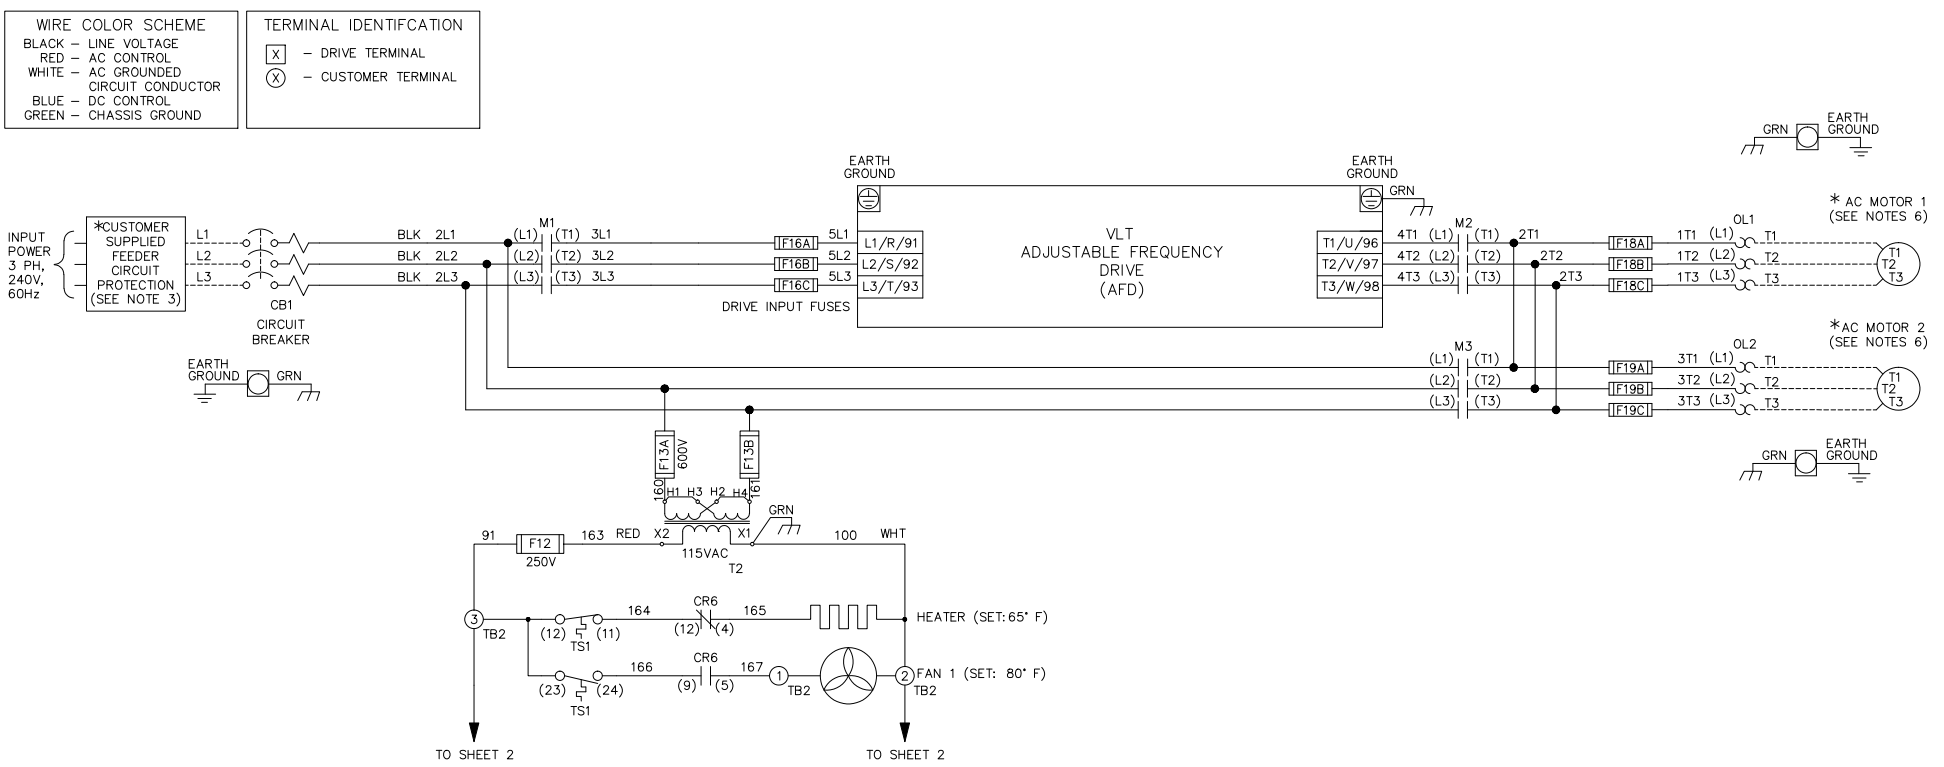 WIRE COLOR SCHEME
BLACK – LINE VOLTAGE
RED – AC CONTROL
WHITE – AC GROUNDED
CIRCUIT CONDUCTOR
BLUE – DC CONTROL
GREEN – CHASSIS GROUND
TERMINAL IDENTIFCATION
X – DRIVE TERMINAL
X – CUSTOMER TERMINAL
INPUT
POWER
3 PH,
240V,
60Hz
*CUSTOMER
SUPPLIED
FEEDER
CIRCUIT
PROTECTION
(SEE NOTE 3)
L1
L2
L3
CB1
CIRCUIT
BREAKER
EARTH
GROUND
GRN
BLK 2L1
BLK 2L2
BLK 2L3
M1
(L1) (T1) 3L1
(L2) (T2) 3L2
(L3) (T3) 3L3
F16A 5L1
F16B 5L2
F16C 5L3
DRIVE INPUT FUSES
EARTH
GROUND
L1/R/91
L2/S/92
L3/T/93
VLT
ADJUSTABLE FREQUENCY
DRIVE
(AFD)
EARTH
GROUND
GRN
T1/U/96
T2/V/97
T3/W/98
M2
4T1 (L1) (T1) 2T1
4T2 (L2) (T2) 2T2
4T3 (L3) (T3) 2T3
F18A 1T1 (L1) T1
F18B 1T2 (L2) T2
F18C 1T3 (L3) T3
OL1
GRN
EARTH
GROUND
* AC MOTOR 1
(SEE NOTES 6)
T1
T2
T3
M3
(L1) (T1)
(L2) (T2)
(L3) (T3)
F19A 3T1 (L1) T1
F19B 3T2 (L2) T2
F19C 3T3 (L3) T3
OL2
*AC MOTOR 2
(SEE NOTES 6)
T1
T2
T3
GRN
EARTH
GROUND
F13A
600V
F13B
160
161
H1 H3 H2 H4
GRN
91 F12 163 RED X2 X1 100 WHT
250V
115VAC
T2
3
TB2
(12) (11)
TS1
164
CR6
(12) (4)
165
HEATER (SET: 65° F)
(23) (24)
TS1
166
CR6
(9) (5)
167
1
TB2
2
TB2
FAN 1 (SET: 80° F)
TO SHEET 2
TO SHEET 2